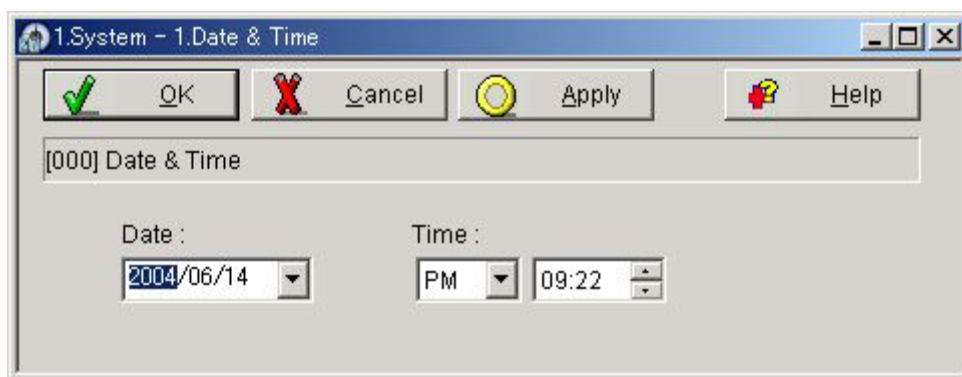 1.System - 1.Date & Time
OK Cancel Apply Help
[000] Date & Time
Date : Time :
2004/06/14 PM 09:22